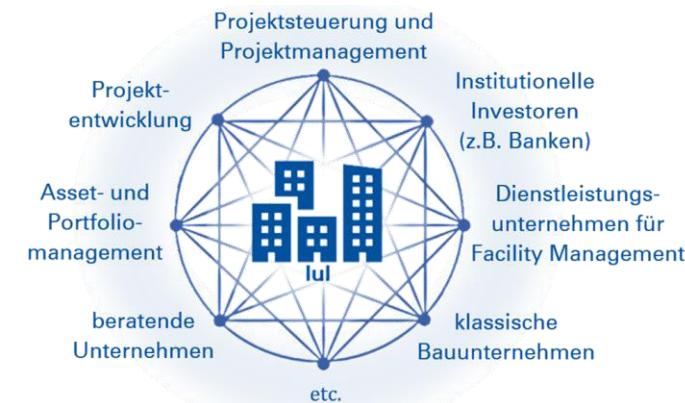 Projektsteuerung und
Projektmanagement
Institutionelle
Investoren
(z.B. Banken)
Projekt-
entwicklung
Asset- und
Portfolio-
management
Dienstleistungs-
unternehmen für
Facility Management
IuI
beratende
Unternehmen
klassische
Bauunternehmen
etc.